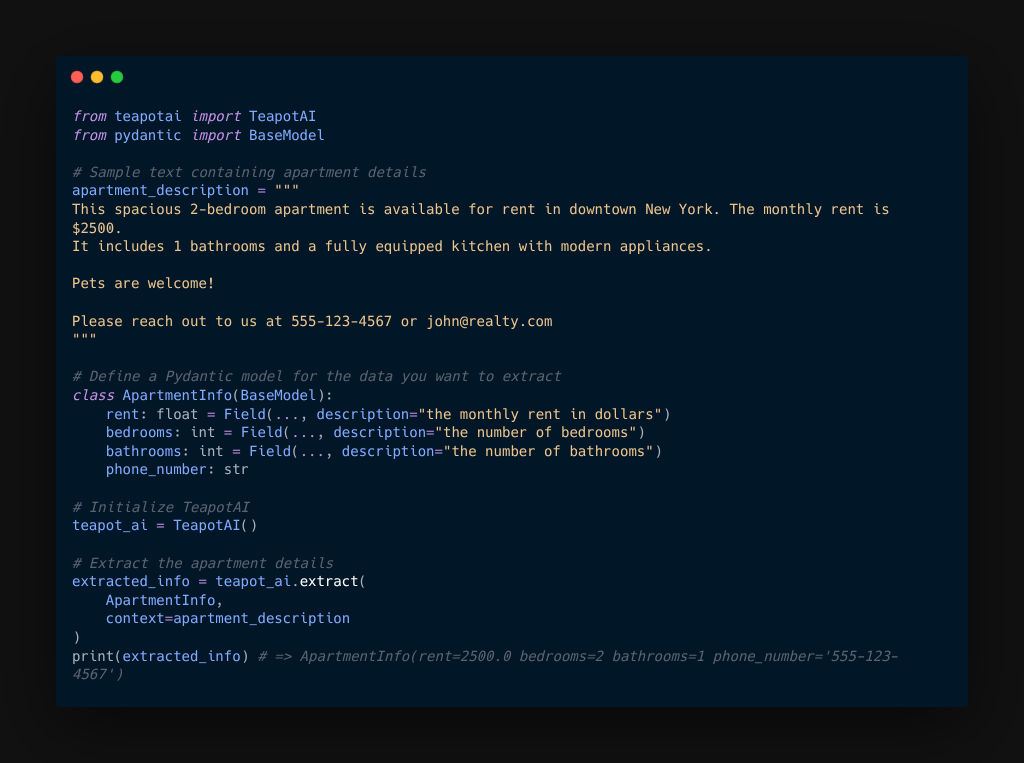 from teapotai import TeapotAI
from pydantic import BaseModel

# Sample text containing apartment details
apartment_description = """
This spacious 2-bedroom apartment is available for rent in downtown New York. The monthly rent is
$2500.
It includes 1 bathrooms and a fully equipped kitchen with modern appliances.

Pets are welcome!

Please reach out to us at 555-123-4567 or john@realty.com
"""

# Define a Pydantic model for the data you want to extract
class ApartmentInfo(BaseModel):
    rent: float = Field(..., description="the monthly rent in dollars")
    bedrooms: int = Field(..., description="the number of bedrooms")
    bathrooms: int = Field(..., description="the number of bathrooms")
    phone_number: str

# Initialize TeapotAI
teapot_ai = TeapotAI()

# Extract the apartment details
extracted_info = teapot_ai.extract(
    ApartmentInfo,
    context=apartment_description
)
print(extracted_info) # => ApartmentInfo(rent=2500.0 bedrooms=2 bathrooms=1 phone_number='555-123-
4567')